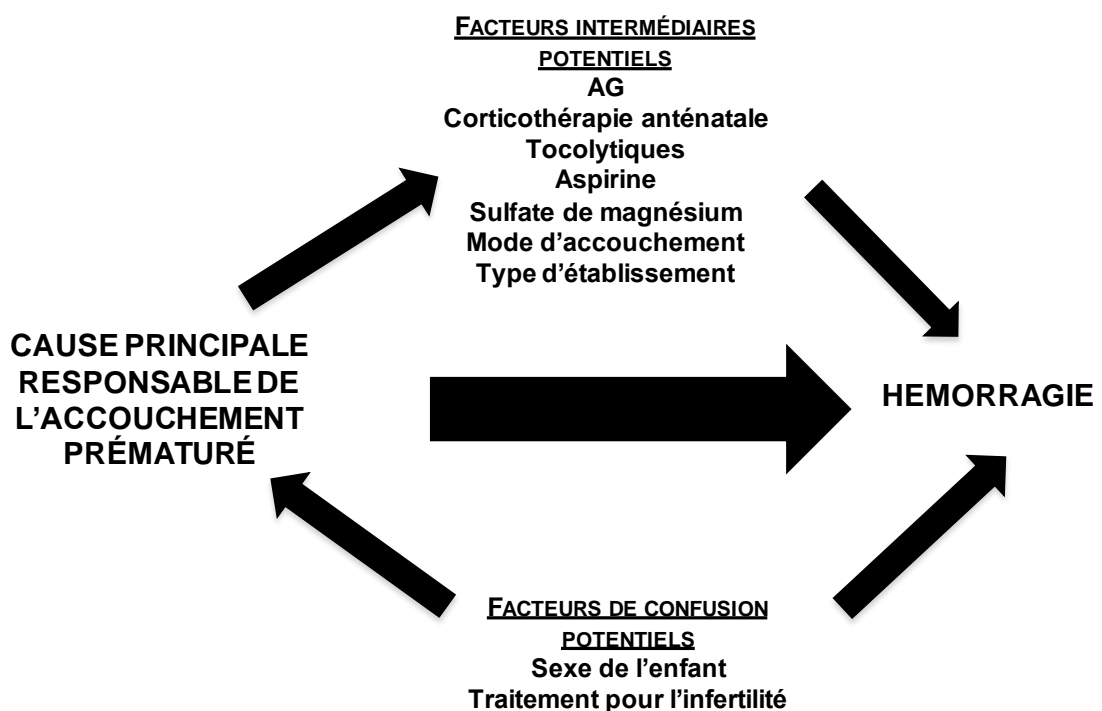 FACTEURS INTERMÉDIAIRES
POTENTIELS
AG
Corticothérapie anténatale
Tocolytiques
Aspirine
Sulfate de magnésium
Mode d'accouchement
Type d'établissement
CAUSE PRINCIPALE
RESPONSABLE DE
L'ACCOUCHEMENT
PRÉMATURÉ
HEMORRAGIE
FACTEURS DE CONFUSION
POTENTIELS
Sexe de l'enfant
Traitement pour l'infertilité